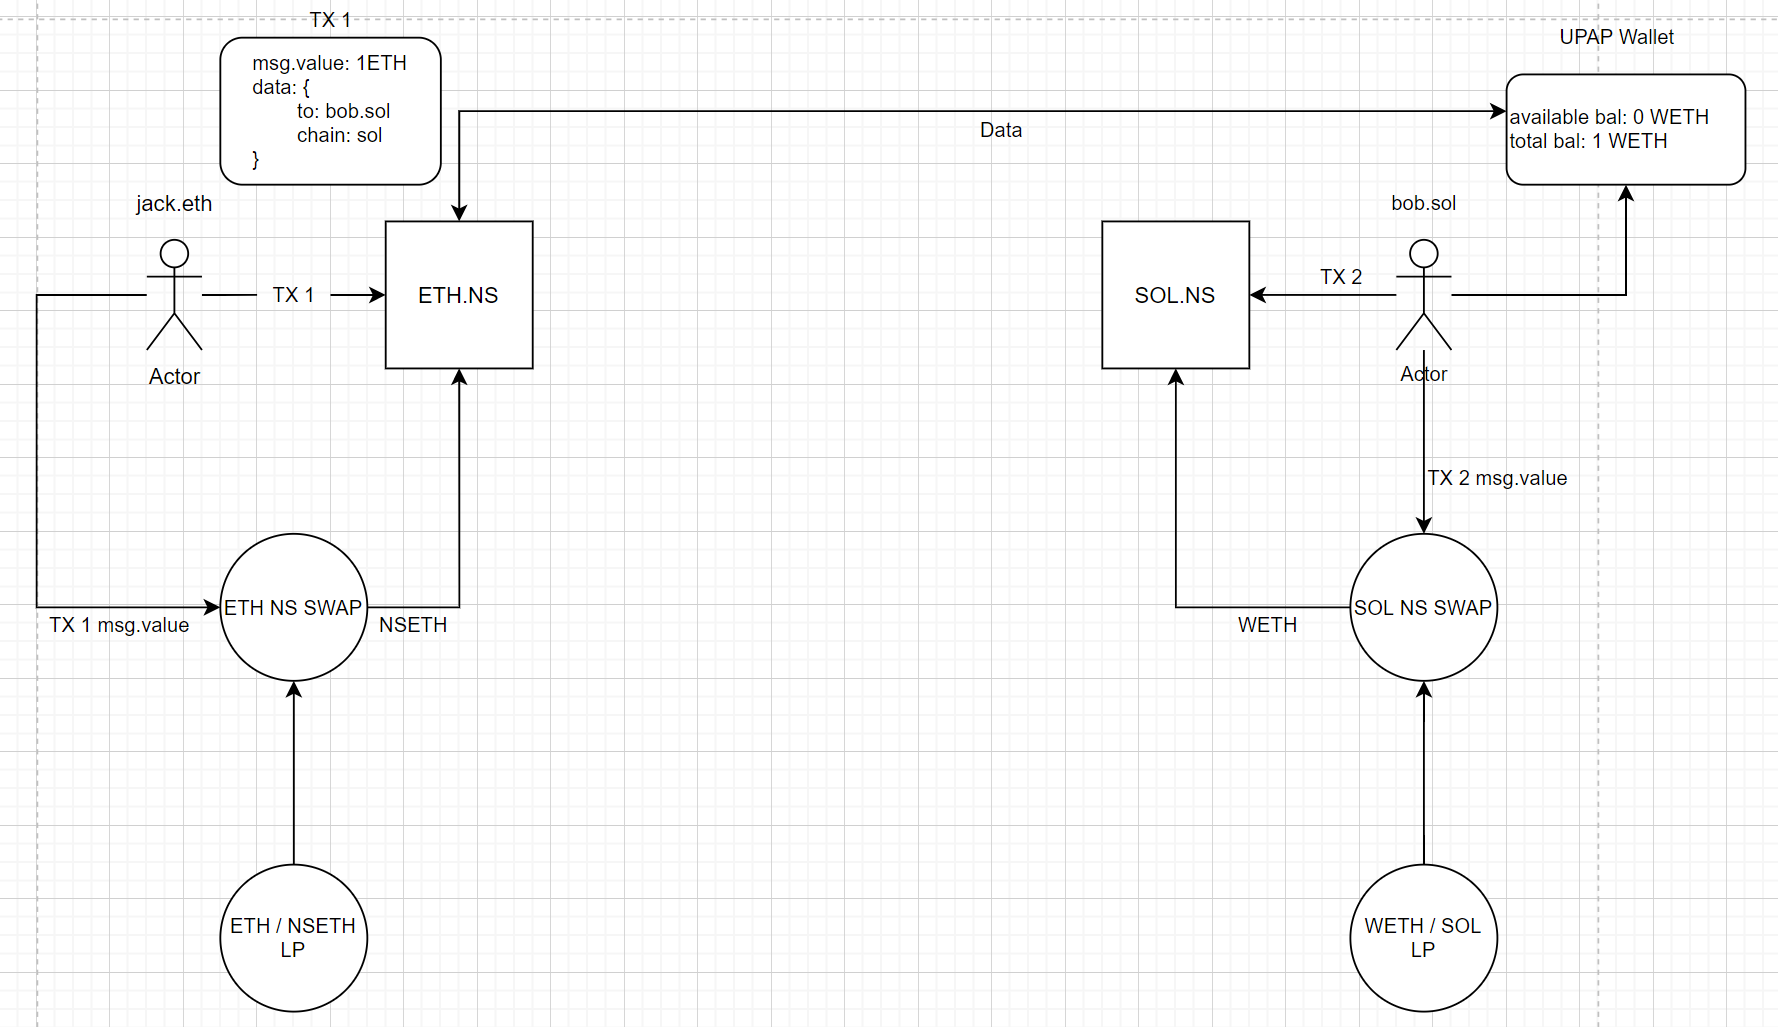 TX 1
UPAP Wallet
msg.value: 1ETH
data: {
to: bob.sol
chain: sol
}
available bal: 0 WETH
total bal: 1 WETH
Data
jack.eth
bob.sol
TX 1
ETH.NS
SOL.NS
TX 2
Actor
Actor
TX 2 msg.value
ETH NS SWAP
SOL NS SWAP
TX 1 msg.value
NSETH
WETH
ETH / NSETH
LP
WETH / SOL
LP